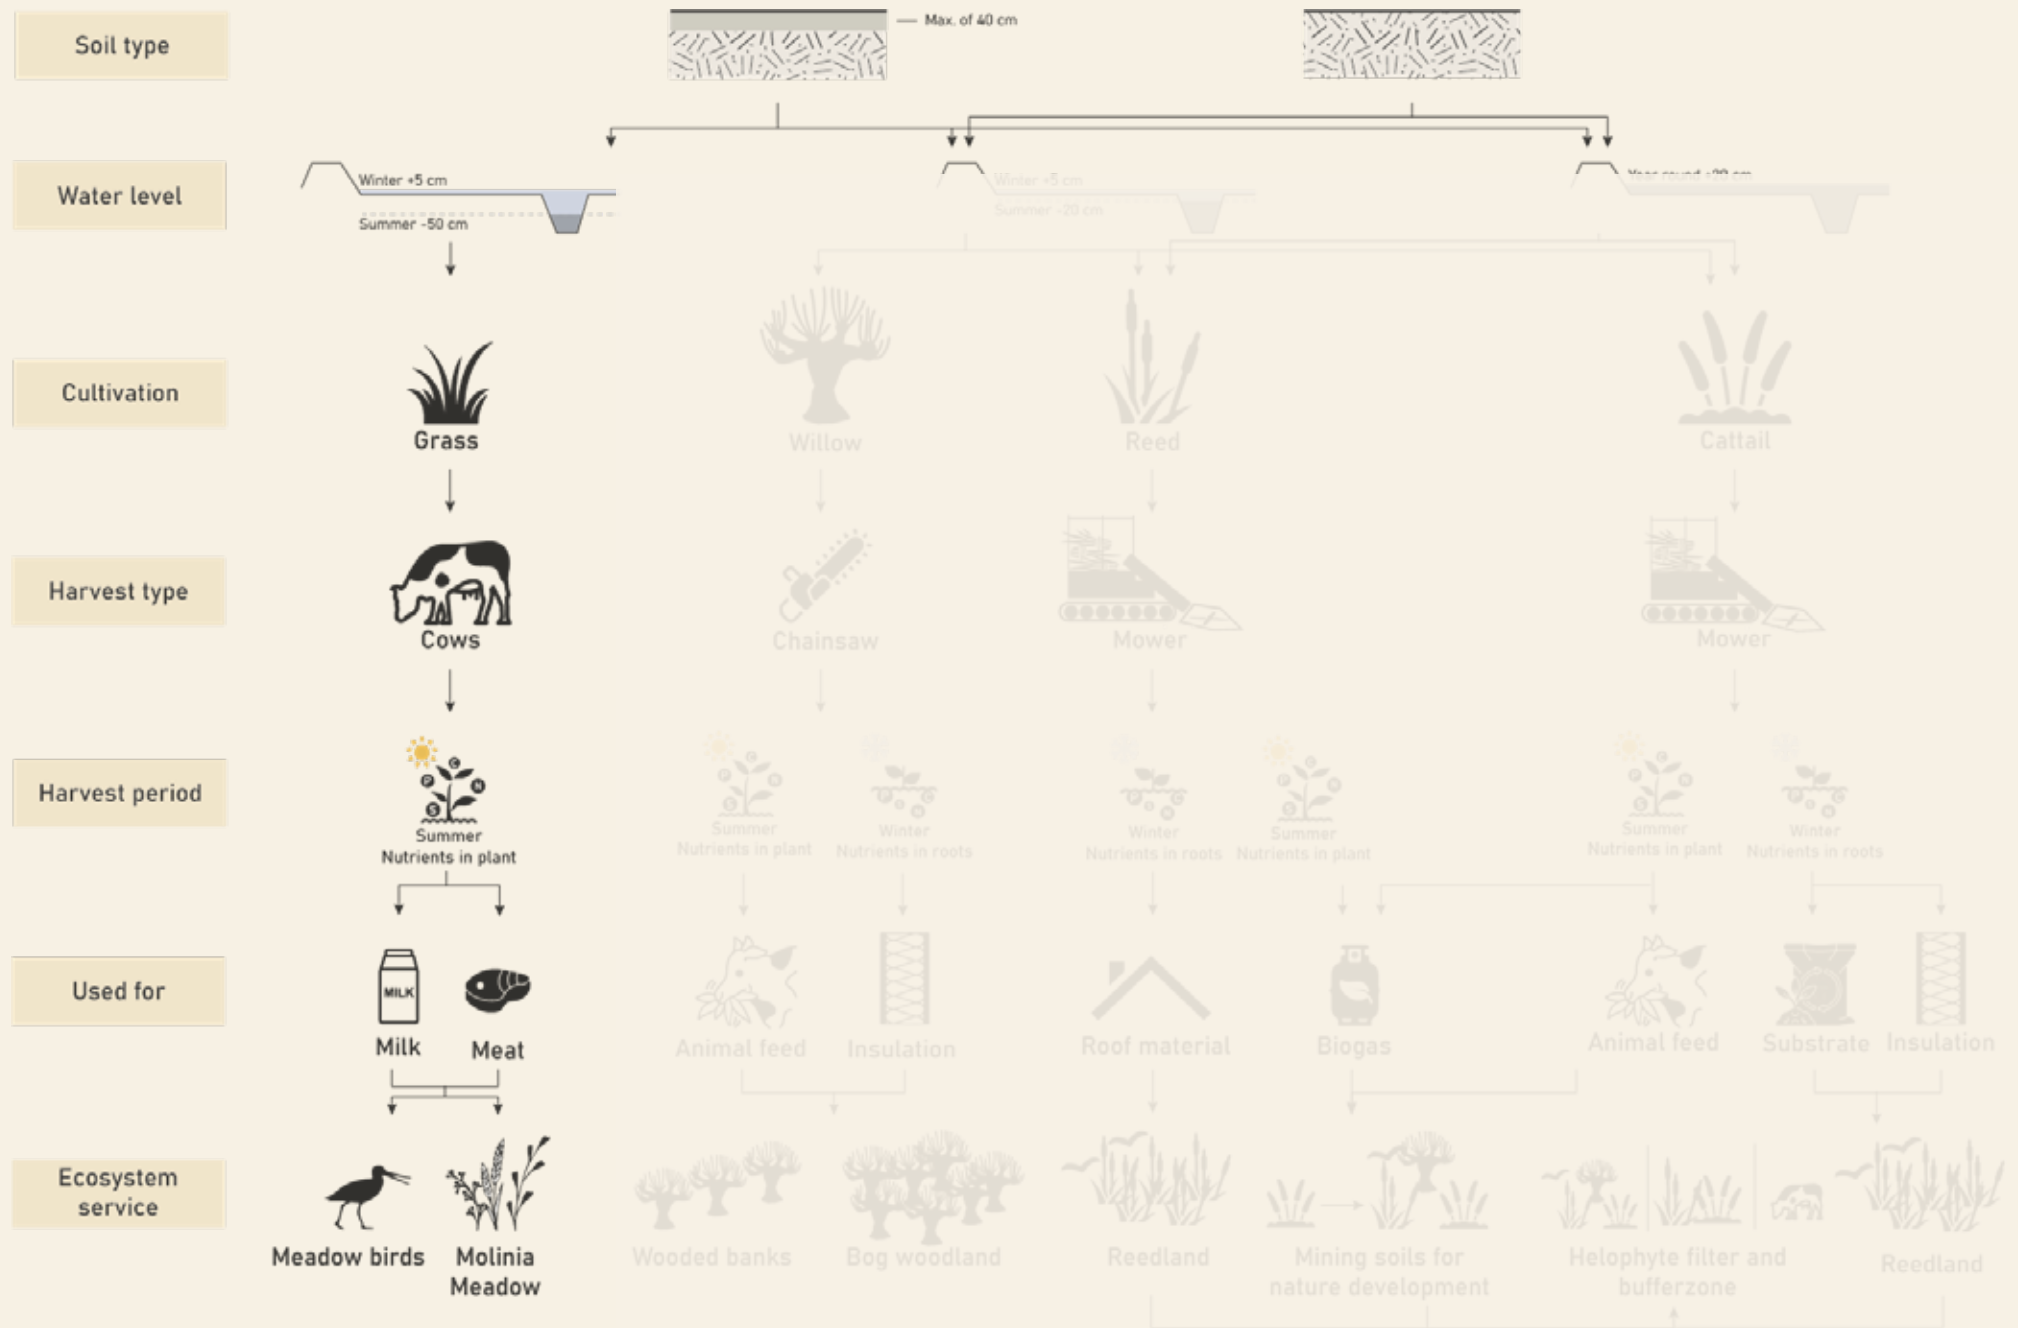 Soil type
Max. of 40 cm
Water level
Winter +5 cm
Summer -50 cm
Winter +5 cm
Summer -20 cm
Year round +20 cm
Cultivation
Grass
Willow
Reed
Cattail
Harvest type
Cows
Chainsaw
Mower
Mower
Harvest period
P C N S
Summer
Nutrients in plant
Summer
Nutrients in plant
Winter
Nutrients in roots
Winter
Nutrients in roots
Summer
Nutrients in plant
Summer
Nutrients in plant
Winter
Nutrients in roots
Used for
MILK
Milk
Meat
Animal feed
Insulation
Roof material
Biogas
Animal feed
Substrate
Insulation
Ecosystem
service
Meadow birds
Molinia
Meadow
Wooded banks
Bog woodland
Reedland
Mining soils for
nature development
Helophyte filter and
bufferzone
Reedland